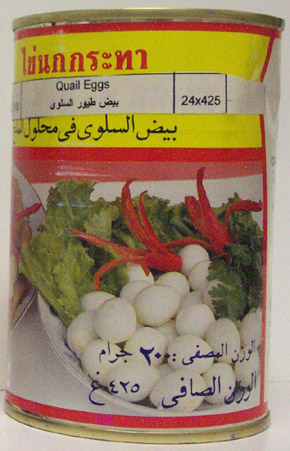 ไข่นกกระทา
Quail Eggs
بيض طيور السلوى
24x425
بيض السلوى في محلول
الوزن المصفى : ٢٠٠ جرام
الوزن الصافي ٤٢٥ غ